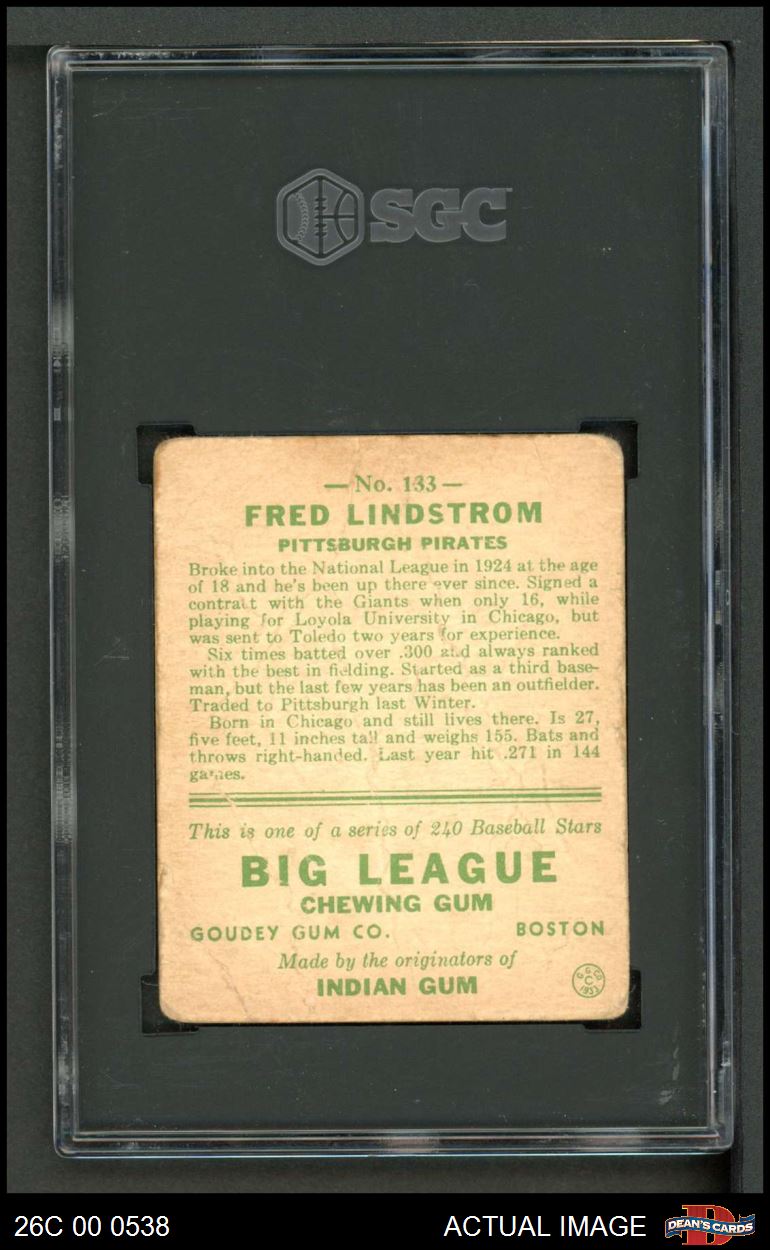 SGC
— No. 133 —
FRED LINDSTROM
PITTSBURGH PIRATES
Broke into the National League in 1924 at the age
of 18 and he's been up there ever since. Signed a
contract with the Giants when only 16, while
playing for Loyola University in Chicago, but
was sent to Toledo two years for experience.
Six times batted over .300 and always ranked
with the best in fielding. Started as a third base-
man, but the last few years has been an outfielder.
Traded to Pittsburgh last Winter.
Born in Chicago and still lives there. Is 27,
five feet, 11 inches tall and weighs 155. Bats and
throws right-handed. Last year hit .271 in 144
games.
This is one of a series of 240 Baseball Stars
BIG LEAGUE
CHEWING GUM
GOUDEY GUM CO. BOSTON
Made by the originators of
INDIAN GUM
G. G. CO.
C
1933
26C 00 0538 ACTUAL IMAGE
D
DEAN'S CARDS